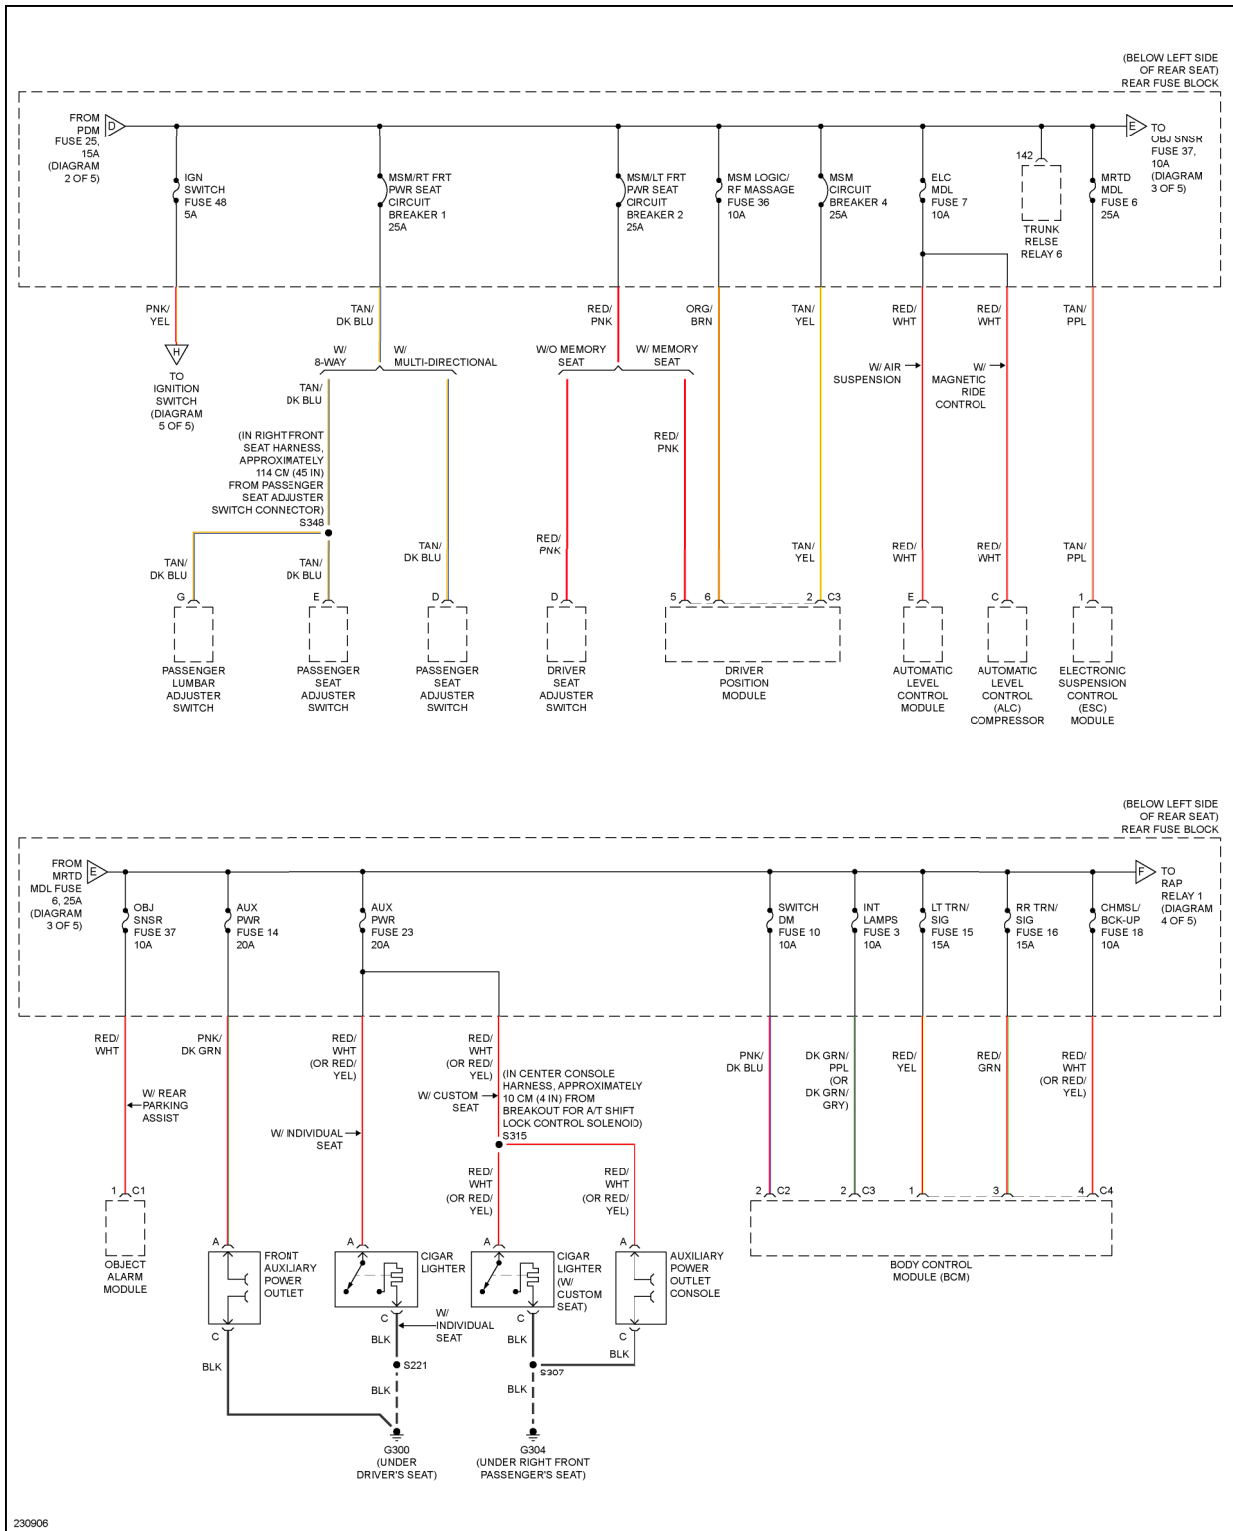 (BELOW LEFT SIDE
OF REAR SEAT)
REAR FUSE BLOCK
FROM
PDM
FUSE 25,
15A
(DIAGRAM
2 OF 5)
D
E
TO
OBJ SNSR
FUSE 37,
10A
(DIAGRAM
3 OF 5)
IGN
SWITCH
FUSE 48
5A
MSM/RT FRT
PWR SEAT
CIRCUIT
BREAKER 1
25A
MSM/LT FRT
PWR SEAT
CIRCUIT
BREAKER 2
25A
MSM LOGIC/
RF MASSAGE
FUSE 36
10A
MSM
CIRCUIT
BREAKER 4
25A
ELC
MDL
FUSE 7
10A
142
TRUNK
RELSE
RELAY 6
MRTD
MDL
FUSE 6
25A
PNK/
YEL
TAN/
DK BLU
RED/
PNK
ORG/
BRN
TAN/
YEL
RED/
WHT
RED/
WHT
TAN/
PPL
H
TO
IGNITION
SWITCH
(DIAGRAM
5 OF 5)
W/
8-WAY
W/
MULTI-DIRECTIONAL
W/O MEMORY
SEAT
W/ MEMORY
SEAT
W/ AIR
SUSPENSION
W/
MAGNETIC
RIDE
CONTROL
TAN/
DK BLU
(IN RIGHT FRONT
SEAT HARNESS,
APPROXIMATELY
114 CM (45 IN)
FROM PASSENGER
SEAT ADJUSTER
SWITCH CONNECTOR)
S348
RED/
PNK
TAN/
DK BLU
TAN/
DK BLU
TAN/
DK BLU
RED/
PNK
TAN/
YEL
RED/
WHT
RED/
WHT
TAN/
PPL
G
E
D
D
5
6
2
C3
E
C
1
PASSENGER
LUMBAR
ADJUSTER
SWITCH
PASSENGER
SEAT
ADJUSTER
SWITCH
PASSENGER
SEAT
ADJUSTER
SWITCH
DRIVER
SEAT
ADJUSTER
SWITCH
DRIVER
POSITION
MODULE
AUTOMATIC
LEVEL
CONTROL
MODULE
AUTOMATIC
LEVEL
CONTROL
(ALC)
COMPRESSOR
ELECTRONIC
SUSPENSION
CONTROL
(ESC)
MODULE
(BELOW LEFT SIDE
OF REAR SEAT)
REAR FUSE BLOCK
FROM
MRTD
MDL FUSE
6, 25A
(DIAGRAM
3 OF 5)
E
F
TO
RAP
RELAY 1
(DIAGRAM
4 OF 5)
OBJ
SNSR
FUSE 37
10A
AUX
PWR
FUSE 14
20A
AUX
PWR
FUSE 23
20A
SWITCH
DM
FUSE 10
10A
INT
LAMPS
FUSE 3
10A
LT TRN/
SIG
FUSE 15
15A
RR TRN/
SIG
FUSE 16
15A
CHMSL/
BCK-UP
FUSE 18
10A
RED/
WHT
PNK/
DK GRN
RED/
WHT
(OR RED/
YEL)
RED/
WHT
(OR RED/
YEL)
PNK/
DK BLU
DK GRN/
PPL
(OR
DK GRN/
GRY)
RED/
YEL
RED/
GRN
RED/
WHT
(OR RED/
YEL)
W/ REAR
PARKING
ASSIST
W/ INDIVIDUAL
SEAT
W/ CUSTOM
SEAT
(IN CENTER CONSOLE
HARNESS, APPROXIMATELY
10 CM (4 IN) FROM
BREAKOUT FOR A/T SHIFT
LOCK CONTROL SOLENOID)
S315
RED/
WHT
(OR RED/
YEL)
RED/
WHT
(OR RED/
YEL)
1
C1
2
C2
2
C3
1
3
4
C4
OBJECT
ALARM
MODULE
A
FRONT
AUXILIARY
POWER
OUTLET
C
A
CIGAR
LIGHTER
C
A
CIGAR
LIGHTER
(W/
CUSTOM
SEAT)
C
A
AUXILIARY
POWER
OUTLET
CONSOLE
C
BODY CONTROL
MODULE (BCM)
W/
INDIVIDUAL
SEAT
BLK
BLK
BLK
BLK
S221
S307
BLK
BLK
G300
(UNDER
DRIVER'S SEAT)
G304
(UNDER RIGHT FRONT
PASSENGER'S SEAT)
230906